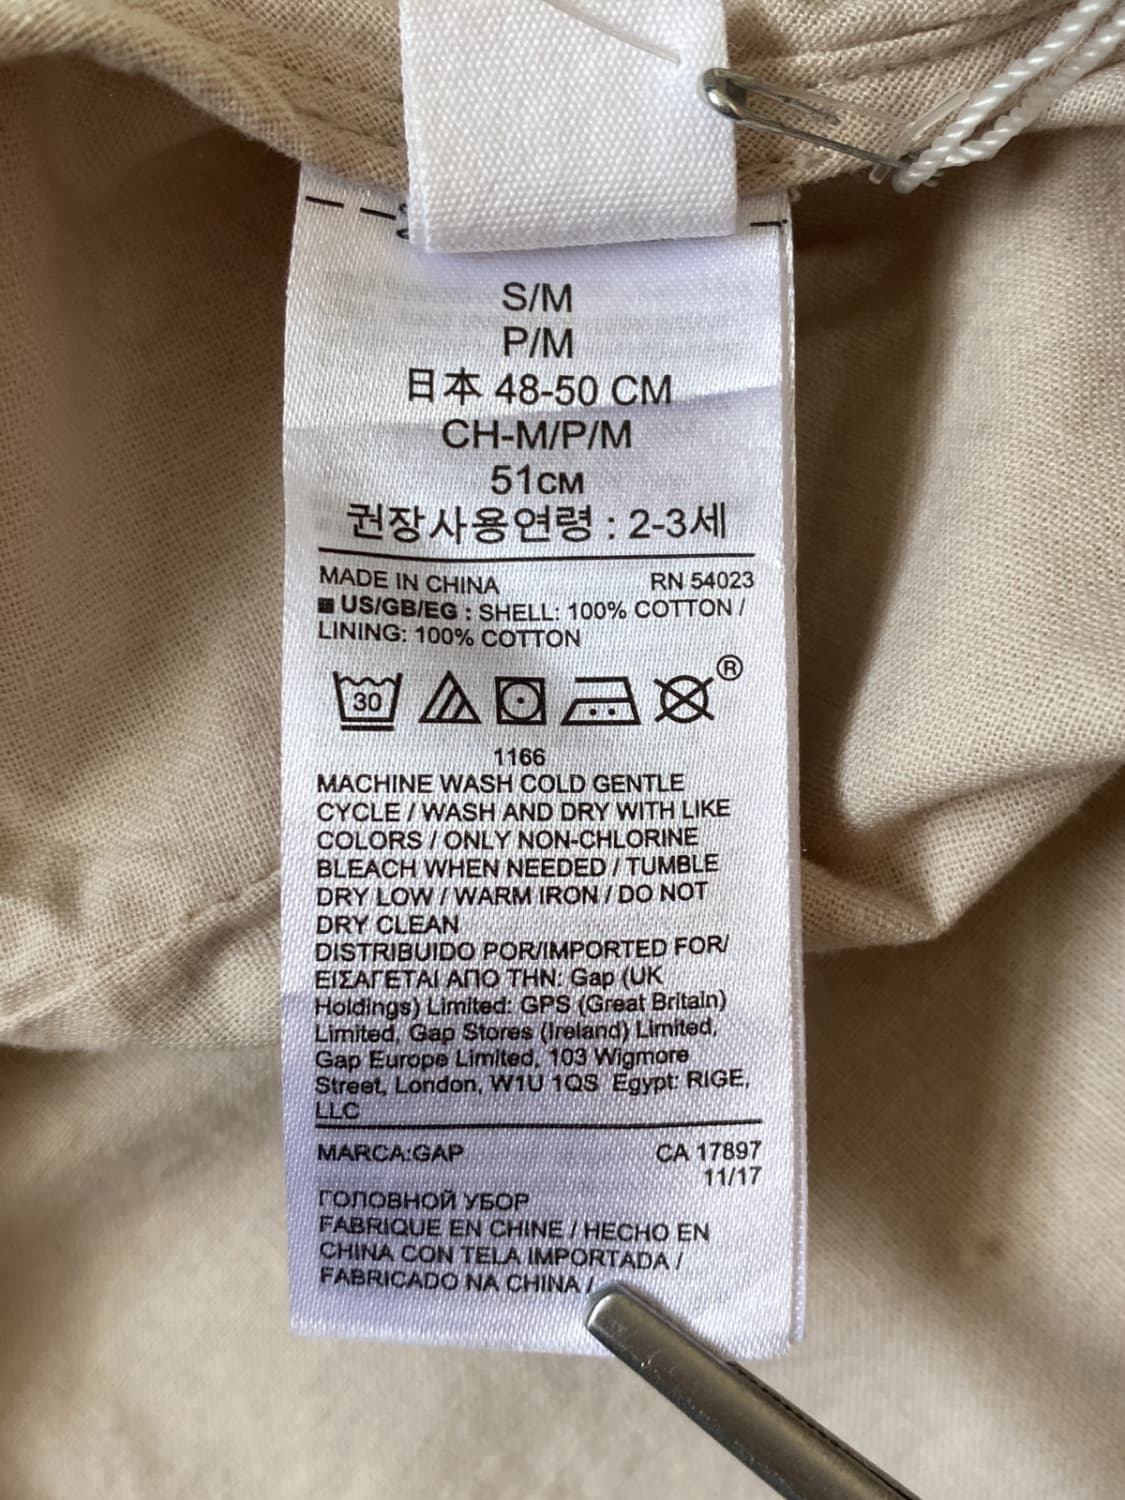 S/M
P/M
日本 48-50 CM
CH-M/P/M
51CM
권장사용연령 : 2-3세
MADE IN CHINA RN 54023
US/GB/EG : SHELL: 100% COTTON /
LINING: 100% COTTON
30 ®
1166
MACHINE WASH COLD GENTLE
CYCLE / WASH AND DRY WITH LIKE
COLORS / ONLY NON-CHLORINE
BLEACH WHEN NEEDED / TUMBLE
DRY LOW / WARM IRON / DO NOT
DRY CLEAN
DISTRIBUIDO POR/IMPORTED FOR/
ΕΙΣΑΓΕΤΑΙ ΑΠΟ ΤΗΝ: Gap (UK
Holdings) Limited: GPS (Great Britain)
Limited, Gap Stores (Ireland) Limited,
Gap Europe Limited, 103 Wigmore
Street, London, W1U 1QS Egypt: RIGE,
LLC
MARCA:GAP CA 17897
11/17
ГОЛОВНОЙ УБОР
FABRIQUE EN CHINE / HECHO EN
CHINA CON TELA IMPORTADA /
FABRICADO NA CHINA /